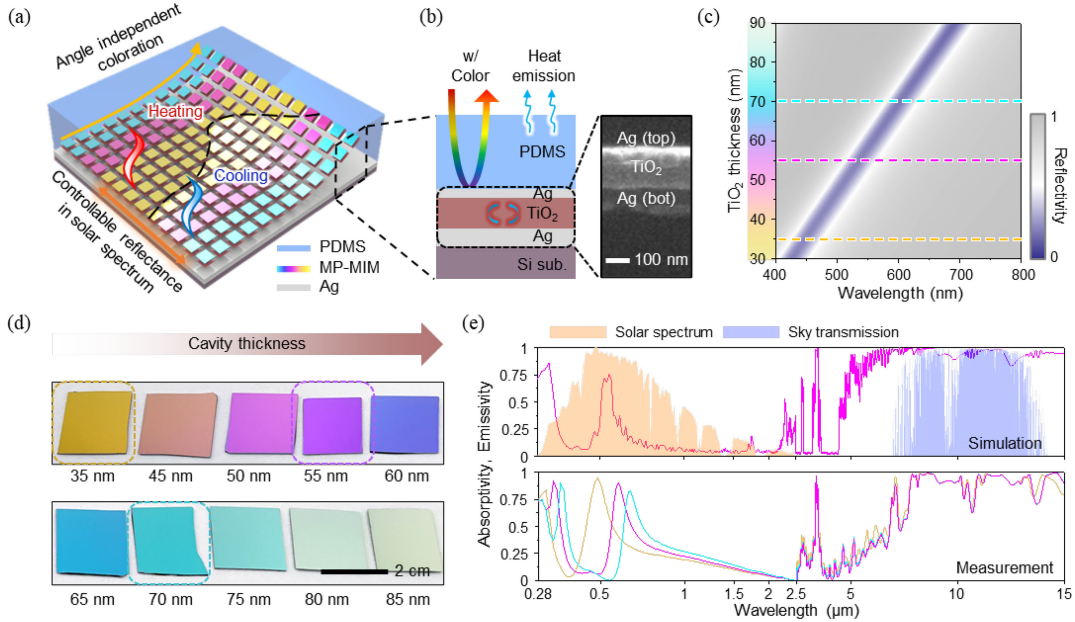 (a)
Angle independent
coloration
Heating
Cooling
Controllable reflectance
in solar spectrum
PDMS
MP-MIM
Ag
(b)
w/
Color
Heat
emission
PDMS
Ag
TiO₂
Ag
Si sub.
Ag (top)
TiO₂
Ag (bot)
100 nm
(c)
TiO₂ thickness (nm)
90
80
70
60
50
40
30
400
500
600
700
800
Wavelength (nm)
1
Reflectivity
0
(d)
Cavity thickness
35 nm
45 nm
50 nm
55 nm
60 nm
2 cm
65 nm
70 nm
75 nm
80 nm
85 nm
(e)
Solar spectrum
Sky transmission
Absorptivity, Emissivity
1
0.75
0.5
0.25
0
Simulation
1
0.75
0.5
0.25
0
Measurement
0.28
0.5
1
1.5
2
2.5
5
10
15
Wavelength (μm)